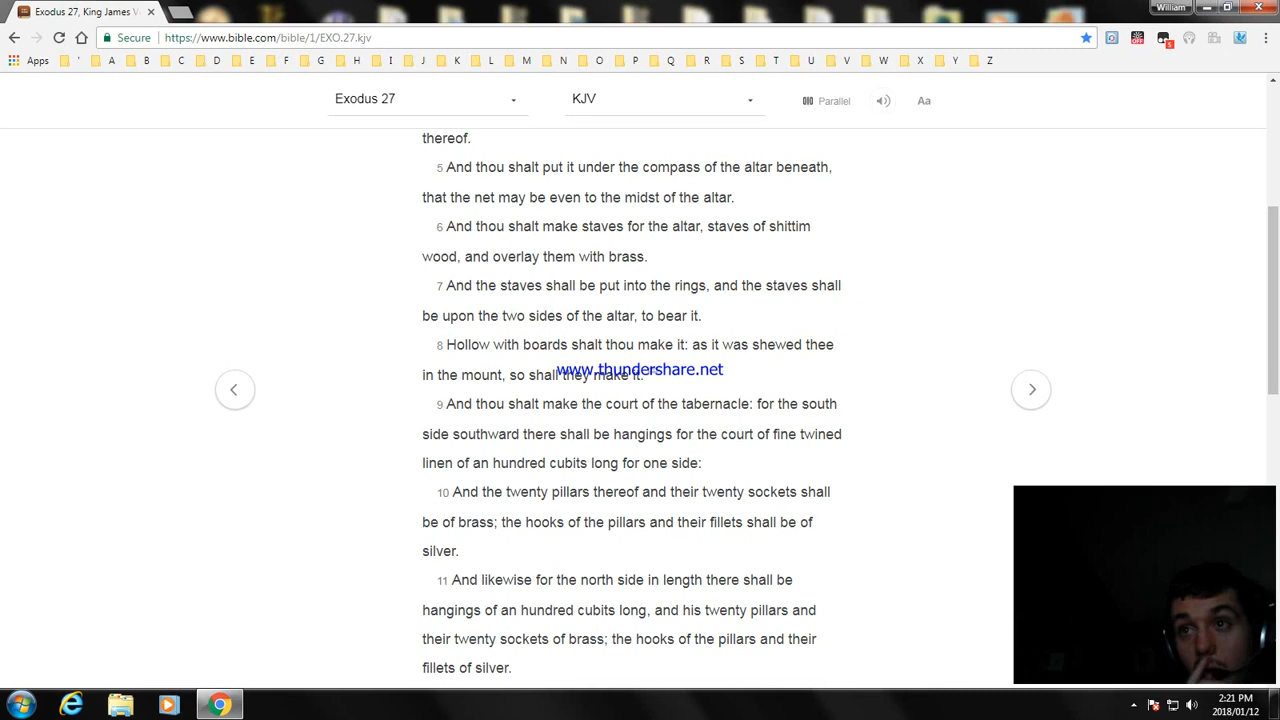 Exodus 27, King James V
William
Secure https://www.bible.com/bible/1/EXO.27.kjv
Apps ' A B C D E F G H I J K L M N O P Q R S T U V W X Y Z
Exodus 27 KJV Parallel Aa
thereof.
5 And thou shalt put it under the compass of the altar beneath,
that the net may be even to the midst of the altar.
6 And thou shalt make staves for the altar, staves of shittim
wood, and overlay them with brass.
7 And the staves shall be put into the rings, and the staves shall
be upon the two sides of the altar, to bear it.
8 Hollow with boards shalt thou make it: as it was shewed thee
www.thundershare.net
in the mount, so shall they make it.
9 And thou shalt make the court of the tabernacle: for the south
side southward there shall be hangings for the court of fine twined
linen of an hundred cubits long for one side:
10 And the twenty pillars thereof and their twenty sockets shall
be of brass; the hooks of the pillars and their fillets shall be of
silver.
11 And likewise for the north side in length there shall be
hangings of an hundred cubits long, and his twenty pillars and
their twenty sockets of brass; the hooks of the pillars and their
fillets of silver.
2:21 PM
2018/01/12